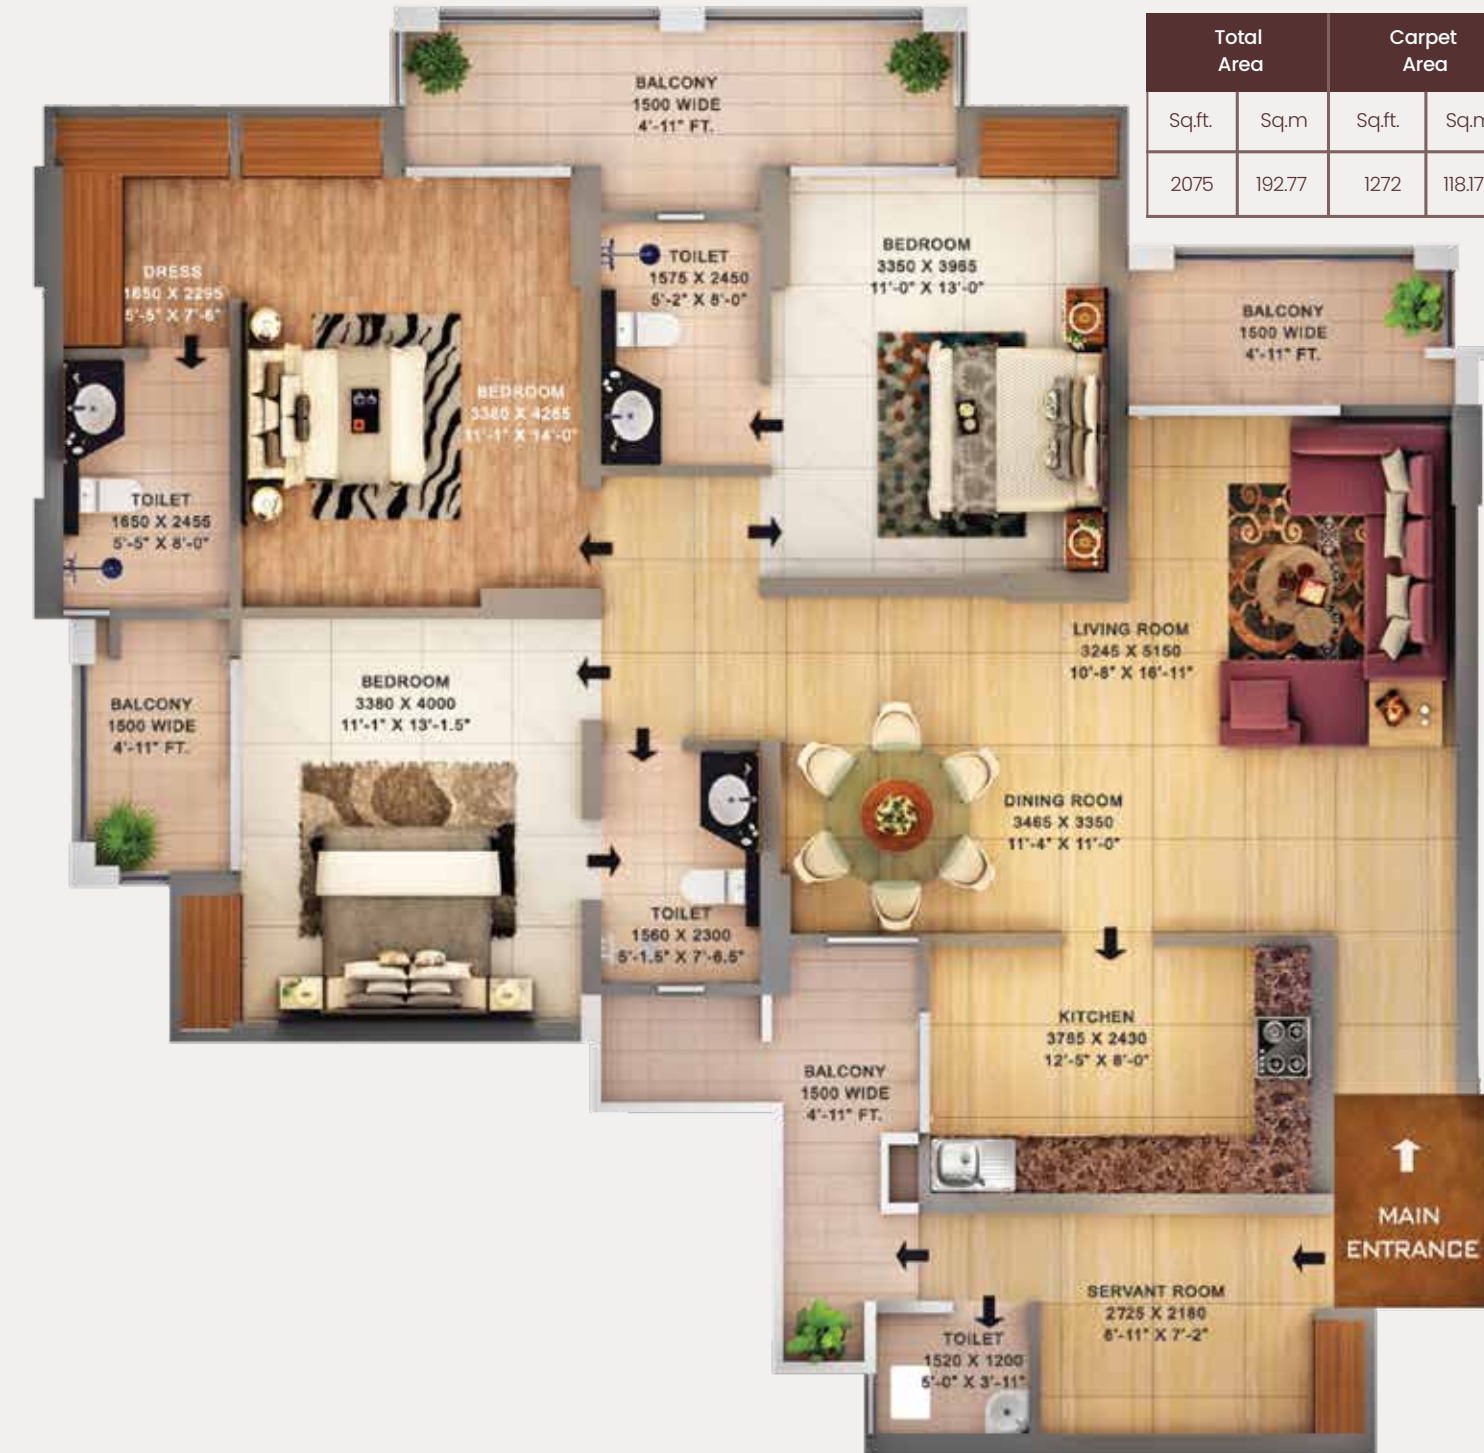 Total
Area
Carpet
Area
Sq.ft.
Sq.m
Sq.ft.
2075
192.77
1272
118.17
BALCONY
1500 WIDE
4'-11" FT.
DRESS
1650 X 2295
5'-5" X 7'-6"
TOILET
1575 X 2450
5'-2" X 8'-0"
BEDROOM
3350 X 3965
11'-0" X 13'-0"
BALCONY
1500 WIDE
4'-11" FT.
BEDROOM
3380 X 4265
11'-1" X 14'-0"
TOILET
1650 X 2455
5'-5" X 8'-0"
LIVING ROOM
3245 X 5150
10'-8" X 16'-11"
BALCONY
1500 WIDE
4'-11" FT.
BEDROOM
3380 X 4000
11'-1" X 13'-1.5"
DINING ROOM
3465 X 3350
11'-4" X 11'-0"
TOILET
1560 X 2300
5'-1.5" X 7'-6.5"
KITCHEN
3785 X 2430
12'-5" X 8'-0"
BALCONY
1500 WIDE
4'-11" FT.
MAIN
ENTRANCE
SERVANT ROOM
2725 X 2180
8'-11" X 7'-2"
TOILET
1520 X 1200
5'-0" X 3'-11"